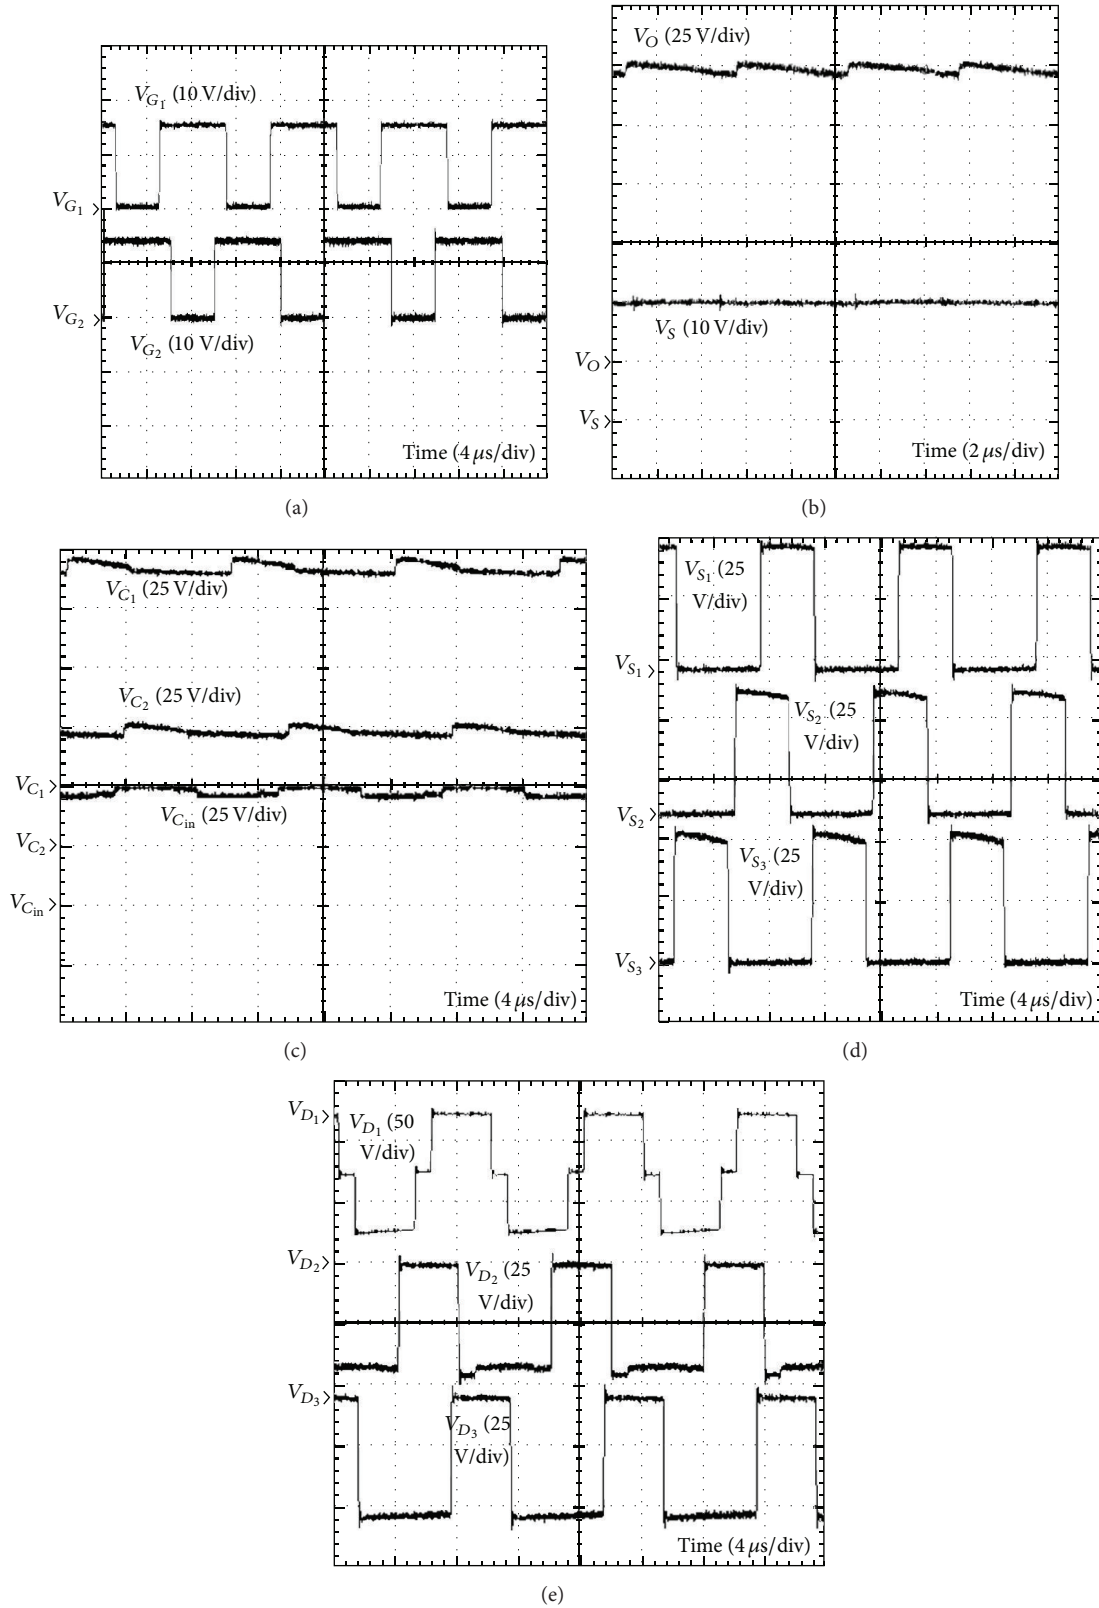 V_G1 (10 V/div)
V_G1
V_G2
V_G2 (10 V/div)
Time (4 μs/div)
(a)
V_O (25 V/div)
V_S (10 V/div)
V_O
V_S
Time (2 μs/div)
(b)
V_C1 (25 V/div)
V_C2 (25 V/div)
V_C1
V_Cin (25 V/div)
V_C2
V_Cin
Time (4 μs/div)
(c)
V_S1 (25
V/div)
V_S1
V_S2 (25
V/div)
V_S2
V_S3 (25
V/div)
V_S3
Time (4 μs/div)
(d)
V_D1
V_D1 (50
V/div)
V_D2
V_D2 (25
V/div)
V_D3
V_D3 (25
V/div)
Time (4 μs/div)
(e)